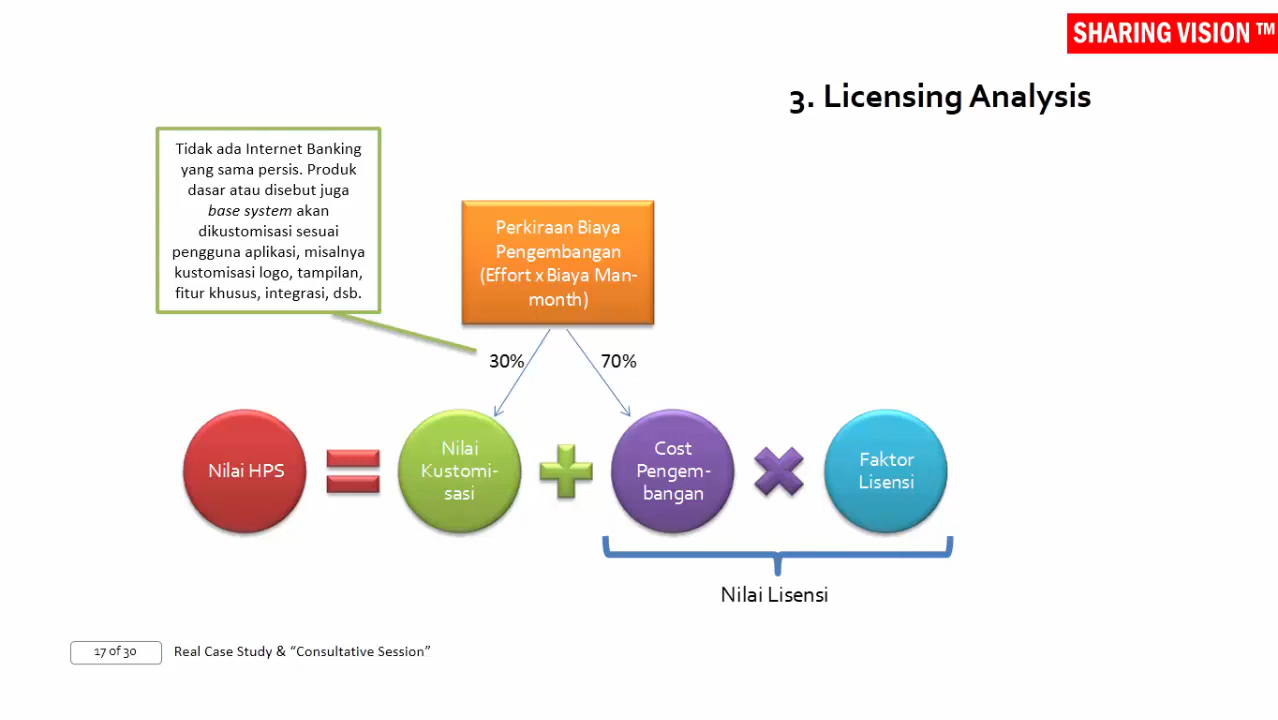 SHARING VISION ™
3. Licensing Analysis
Tidak ada Internet Banking
yang sama persis. Produk
dasar atau disebut juga
base system akan
dikustomisasi sesuai
pengguna aplikasi, misalnya
kustomisasi logo, tampilan,
fitur khusus, integrasi, dsb.
Perkiraan Biaya
Pengembangan
(Effort x Biaya Man-
month)
30%
70%
Nilai HPS
Nilai
Kustomi-
sasi
Cost
Pengem-
bangan
Faktor
Lisensi
Nilai Lisensi
17 of 30
Real Case Study & “Consultative Session”